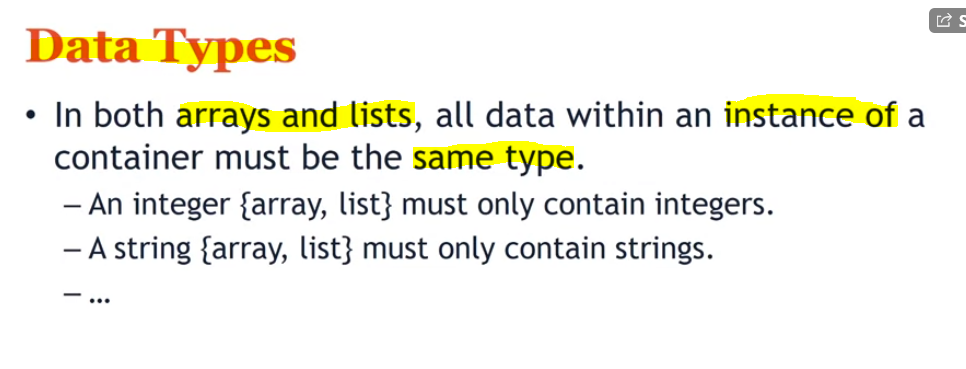 S
Data Types
• In both arrays and lists, all data within an instance of a
container must be the same type.
– An integer {array, list} must only contain integers.
– A string {array, list} must only contain strings.
– …